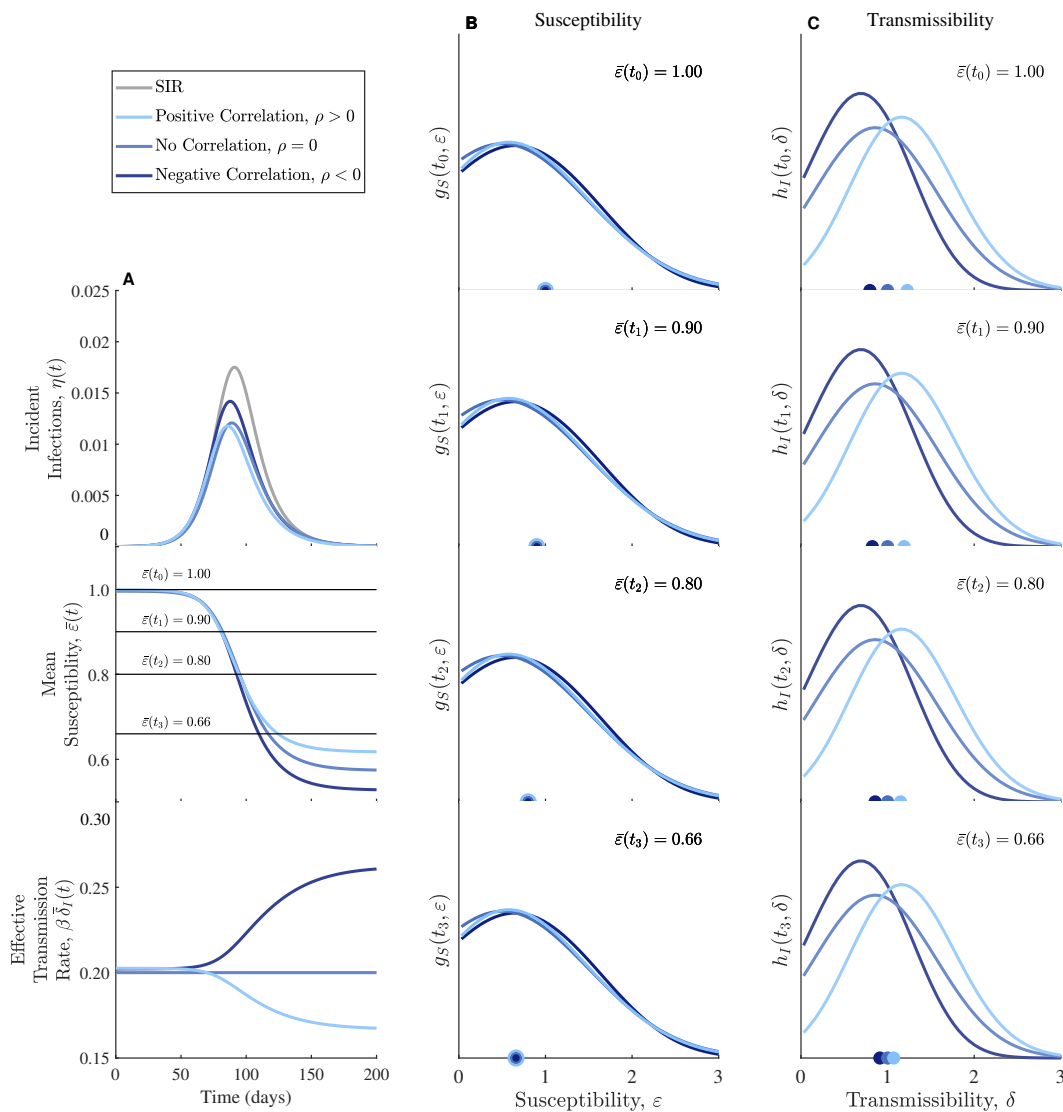 SIR
Positive Correlation, ρ > 0
No Correlation, ρ = 0
Negative Correlation, ρ < 0
A
0.025
0.02
0.015
0.01
0.005
0
Incident
Infections, η(t)
ε̄(t₀) = 1.00
ε̄(t₁) = 0.90
ε̄(t₂) = 0.80
ε̄(t₃) = 0.66
1.0
0.8
0.6
Mean
Susceptiblity, ε̄(t)
0.30
0.25
0.20
0.15
Effective
Transmission
Rate, β δ̄_I(t)
0
50
100
150
200
Time (days)
B
Susceptibility
ε̄(t₀) = 1.00
g_S(t₀, ε)
ε̄(t₁) = 0.90
g_S(t₁, ε)
ε̄(t₂) = 0.80
g_S(t₂, ε)
ε̄(t₃) = 0.66
g_S(t₃, ε)
0
1
2
3
Susceptibility, ε
C
Transmissibility
ε̄(t₀) = 1.00
h_I(t₀, δ)
ε̄(t₁) = 0.90
h_I(t₁, δ)
ε̄(t₂) = 0.80
h_I(t₂, δ)
ε̄(t₃) = 0.66
h_I(t₃, δ)
0
1
2
3
Transmissibility, δ